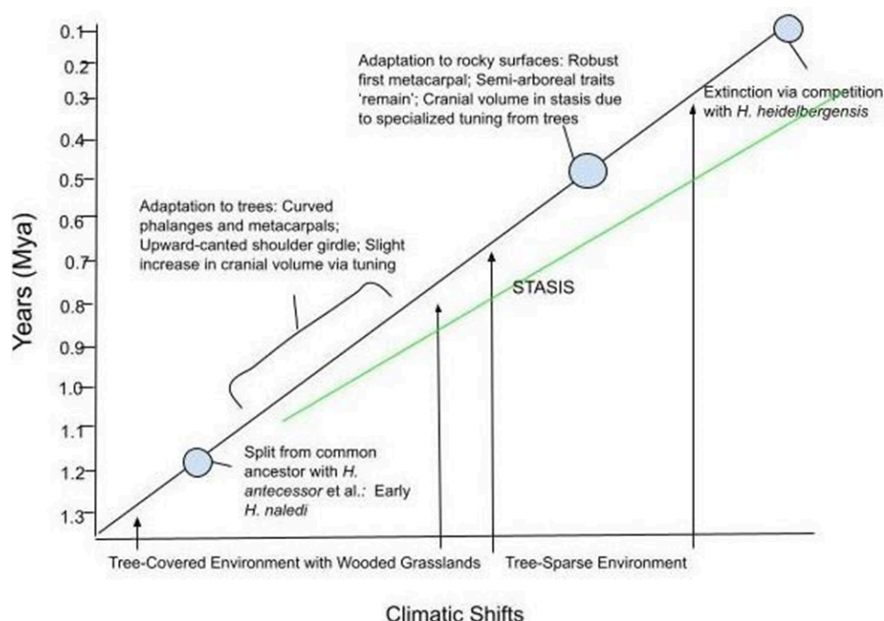 0.1
0.2
0.3
0.4
0.5
0.6
0.7
0.8
0.9
1.0
1.1
1.2
1.3
Years (Mya)
Adaptation to rocky surfaces: Robust
first metacarpal; Semi-arboreal traits
‘remain’; Cranial volume in stasis due
to specialized tuning from trees
Extinction via competition
with H. heidelbergensis
Adaptation to trees: Curved
phalanges and metacarpals;
Upward-canted shoulder girdle; Slight
increase in cranial volume via tuning
STASIS
Split from common
ancestor with H.
antecessor et al.: Early
H. naledi
Tree-Covered Environment with Wooded Grasslands
Tree-Sparse Environment
Climatic Shifts